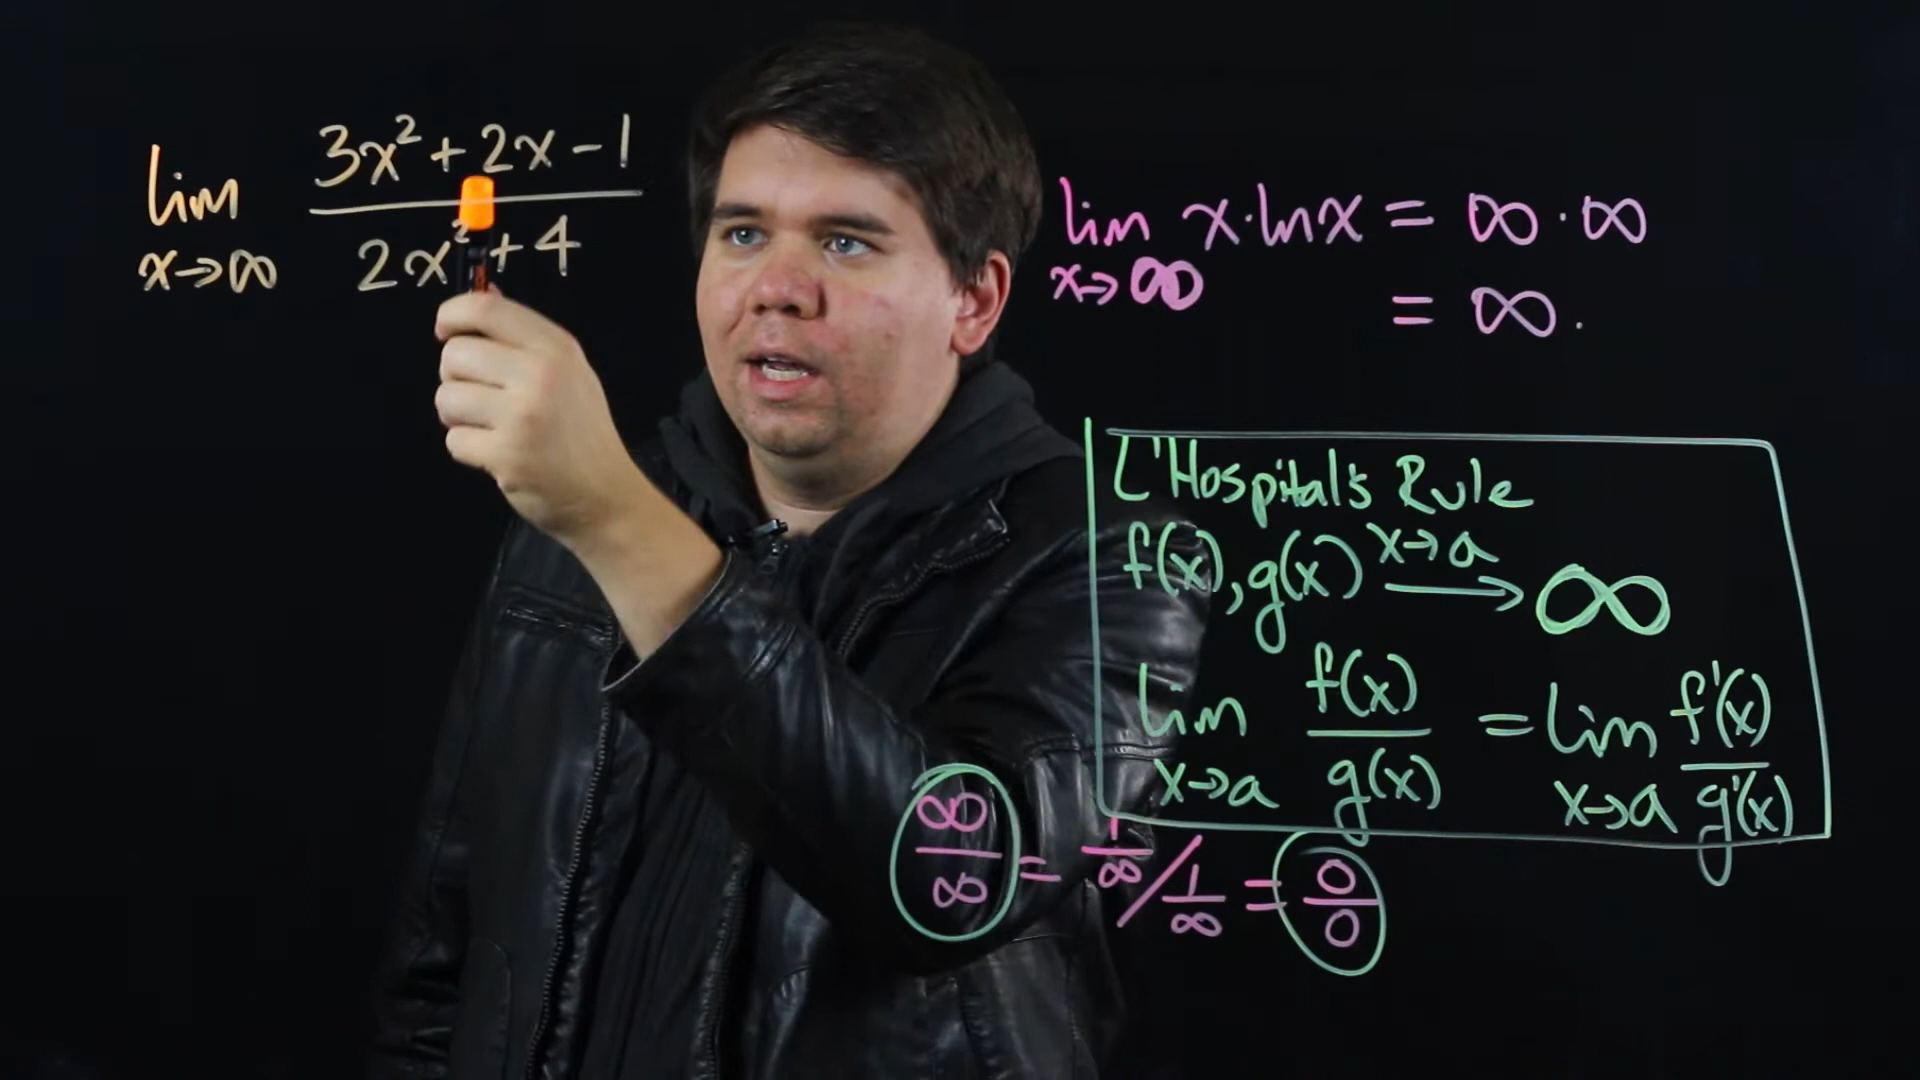 lim x→∞ (3x² + 2x - 1)/(2x² + 4)
lim x→∞ x·lnx = ∞·∞
= ∞.
L'Hospital's Rule
f(x), g(x) x→a → ∞
lim x→a f(x)/g(x) = lim x→a f'(x)/g'(x)
∞/∞ = 1/∞ / 1/∞ = 0/0